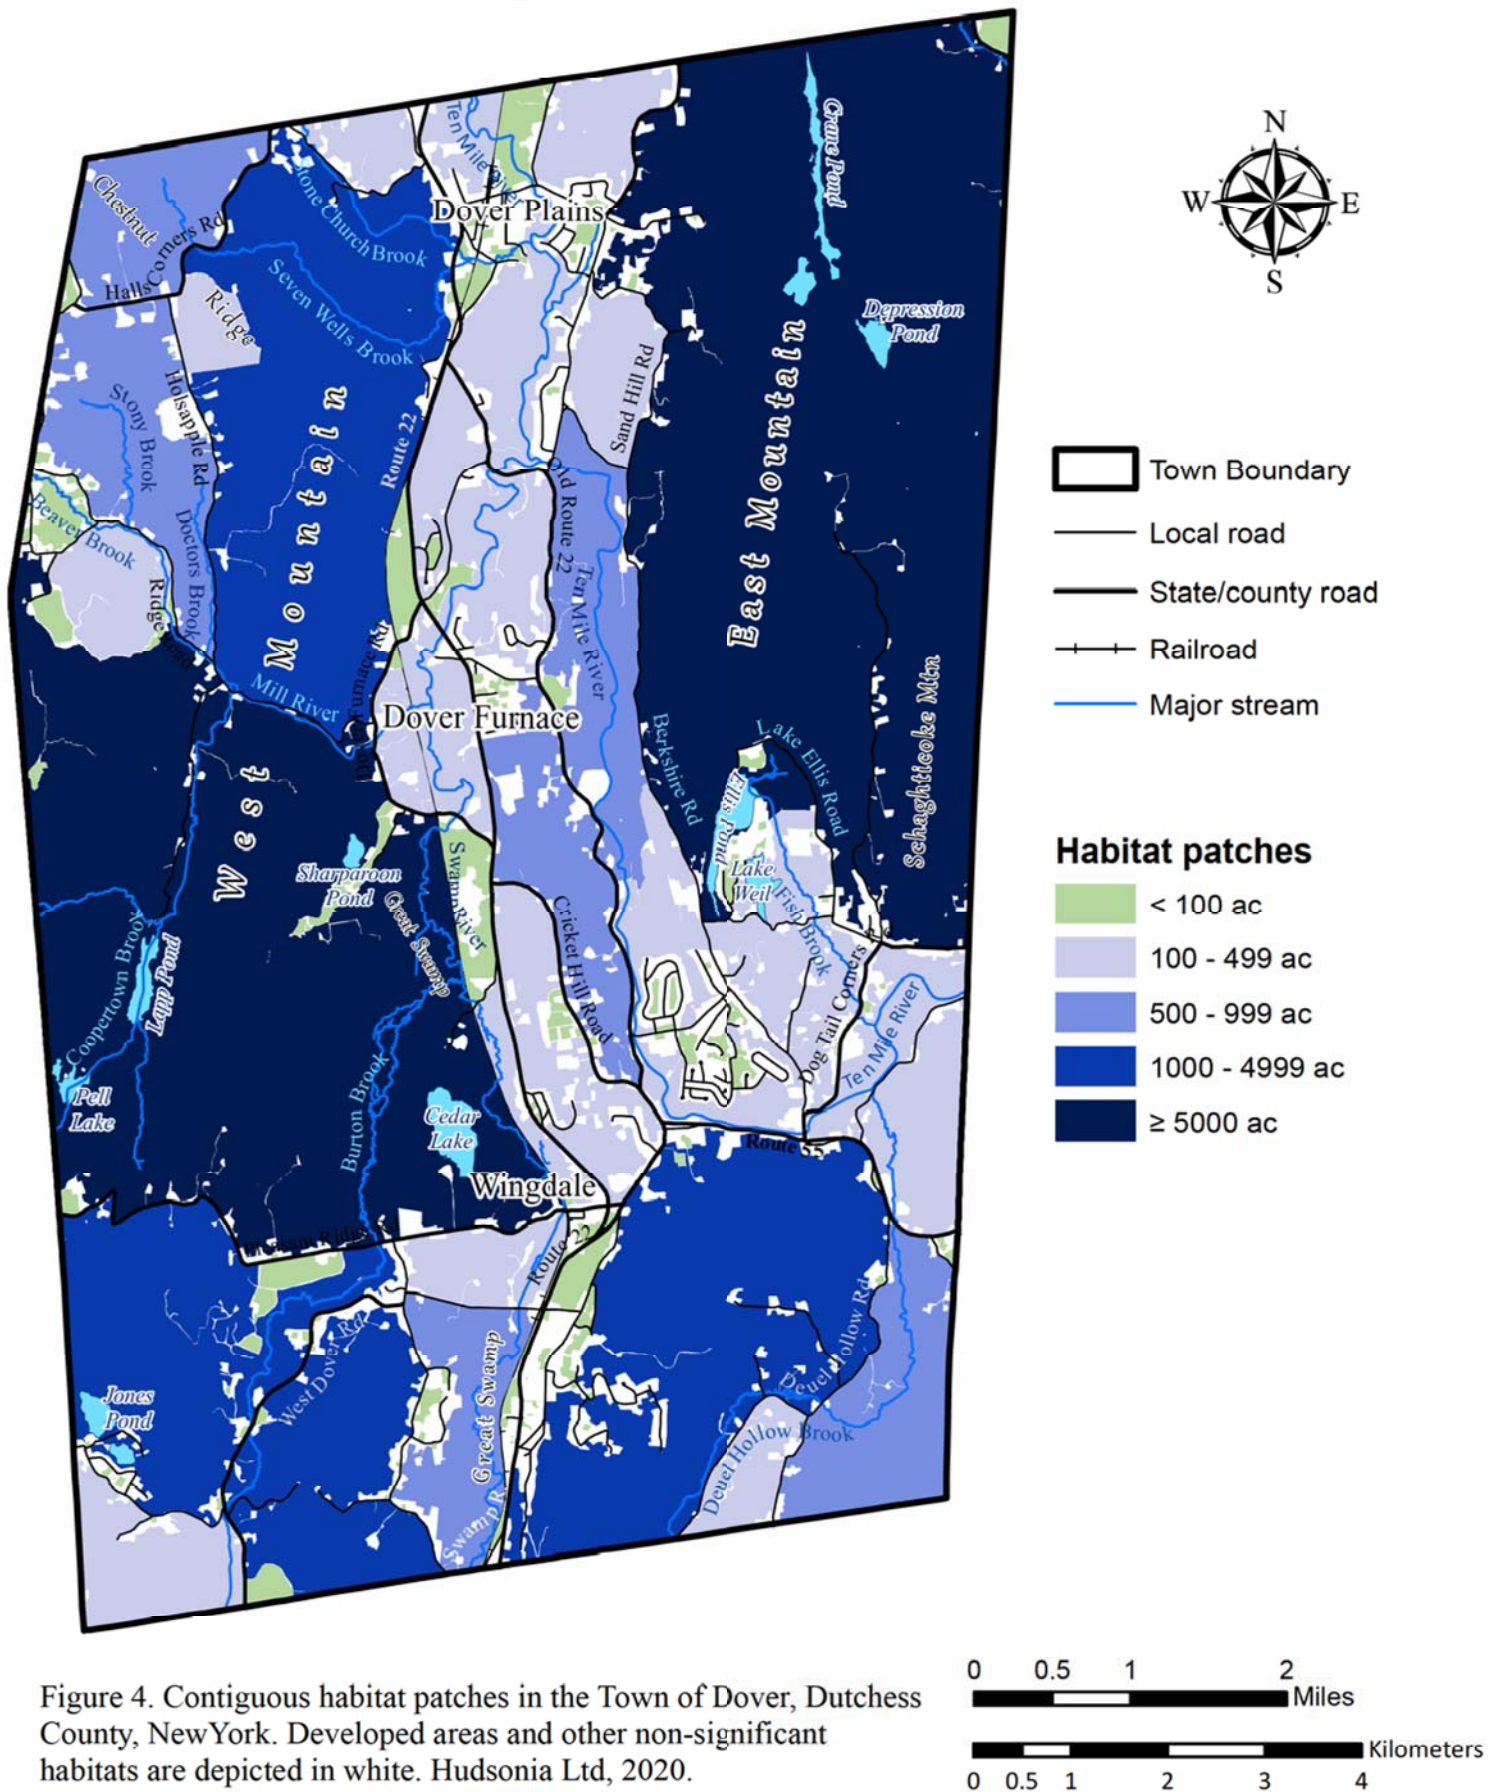 Crane Pond
Ten Mile River
Chestnut
Stone Church Brook
Dover Plains
Halls Corners Rd
Seven Wells Brook
Ridge
Depression
Pond
Sand Hill Rd
Holsapple Rd
Stony Brook
Mountain
Route 22
East Mountain
Old Route 22
Beaver Brook
Doctors Brook
Ridge Road
Ten Mile River
Mill River
Dover Furnace Rd
Dover Furnace
Berkshire Rd
Lake Ellis Road
Schaghticoke Mtn
West
Ellis Pond
Sharparoon
Pond
Swamp River
Great Swamp
Lake
Weil
Fish Brook
Cricket Hill Road
Coopertown Brook
Lapp Pond
Dog Tail Corners
Ten Mile River
Pell
Lake
Burton Brook
Cedar
Lake
Route 55
Wingdale
Pleasant Ridge Rd
Route 22
West Dover Rd
Great Swamp
Deuel Hollow Rd
Jones
Pond
Deuel Hollow Brook
Swamp R.
N
W
E
S
Town Boundary
Local road
State/county road
Railroad
Major stream
Habitat patches
< 100 ac
100 - 499 ac
500 - 999 ac
1000 - 4999 ac
≥ 5000 ac
Figure 4. Contiguous habitat patches in the Town of Dover, Dutchess
County, NewYork. Developed areas and other non-significant
habitats are depicted in white. Hudsonia Ltd, 2020.
0 0.5 1 2
Miles
Kilometers
0 0.5 1 2 3 4